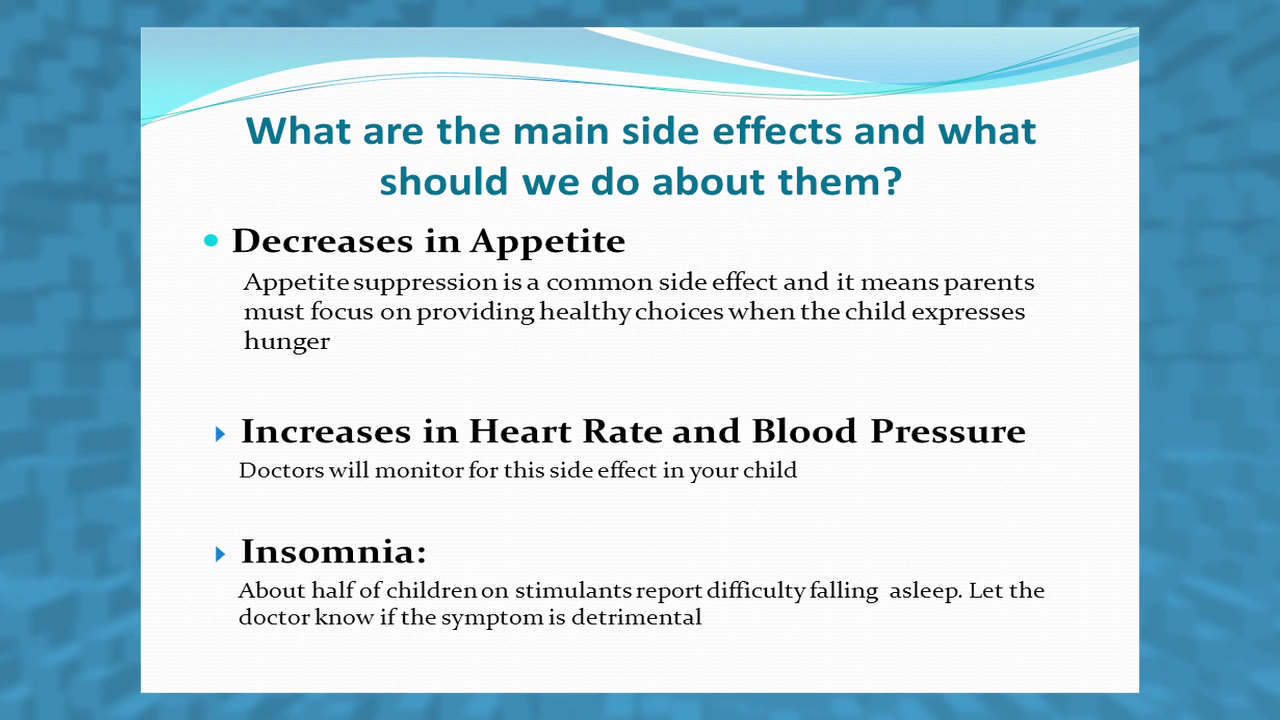 What are the main side effects and what
should we do about them?
Decreases in Appetite
Appetite suppression is a common side effect and it means parents
must focus on providing healthy choices when the child expresses
hunger
Increases in Heart Rate and Blood Pressure
Doctors will monitor for this side effect in your child
Insomnia:
About half of children on stimulants report difficulty falling asleep. Let the
doctor know if the symptom is detrimental